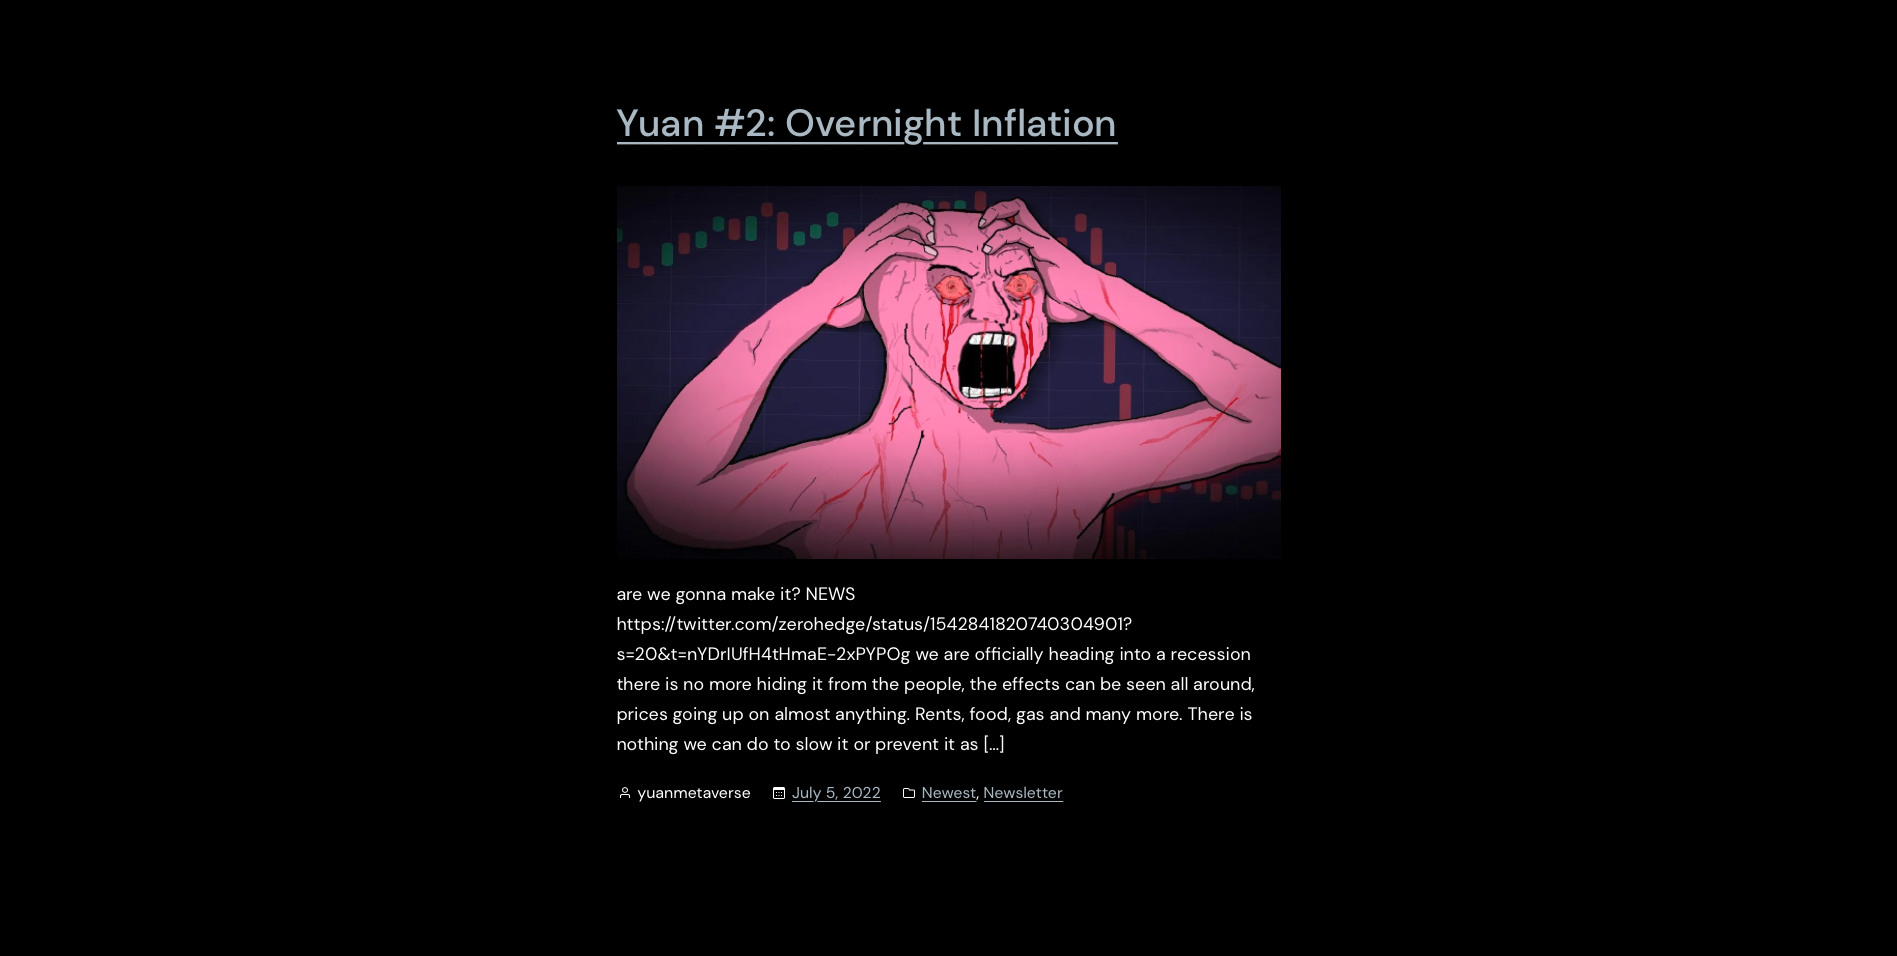 Yuan #2: Overnight Inflation
are we gonna make it? NEWS
https://twitter.com/zerohedge/status/1542841820740304901?
s=20&t=nYDrIUfH4tHmaE-2xPYPOg we are officially heading into a recession
there is no more hiding it from the people, the effects can be seen all around,
prices going up on almost anything. Rents, food, gas and many more. There is
nothing we can do to slow it or prevent it as […]
yuanmetaverse July 5, 2022 Newest, Newsletter